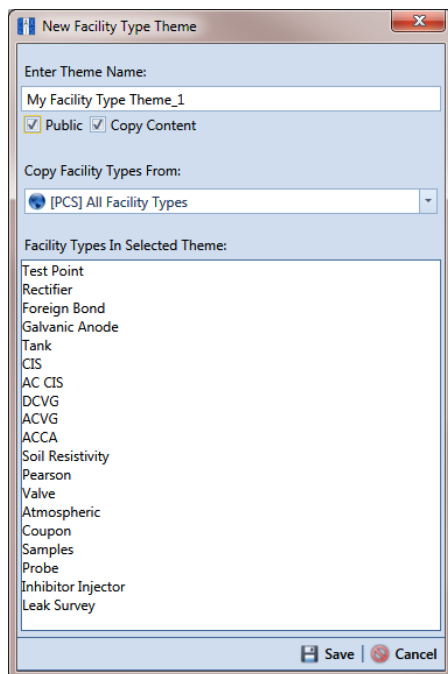 New Facility Type Theme
Enter Theme Name:
My Facility Type Theme_1
Public Copy Content
Copy Facility Types From:
[PCS] All Facility Types
Facility Types In Selected Theme:
Test Point
Rectifier
Foreign Bond
Galvanic Anode
Tank
CIS
AC CIS
DCVG
ACVG
ACCA
Soil Resistivity
Pearson
Valve
Atmospheric
Coupon
Samples
Probe
Inhibitor Injector
Leak Survey
Save | Cancel